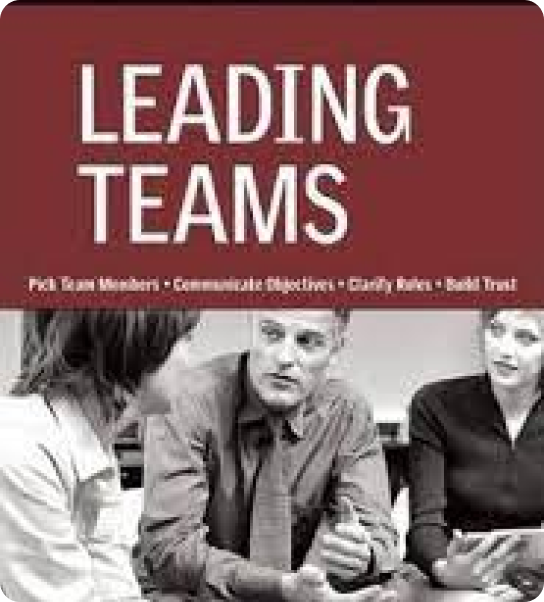 LEADING
TEAMS
Pick Team Members • Communicate Objectives • Clarify Roles • Build Trust